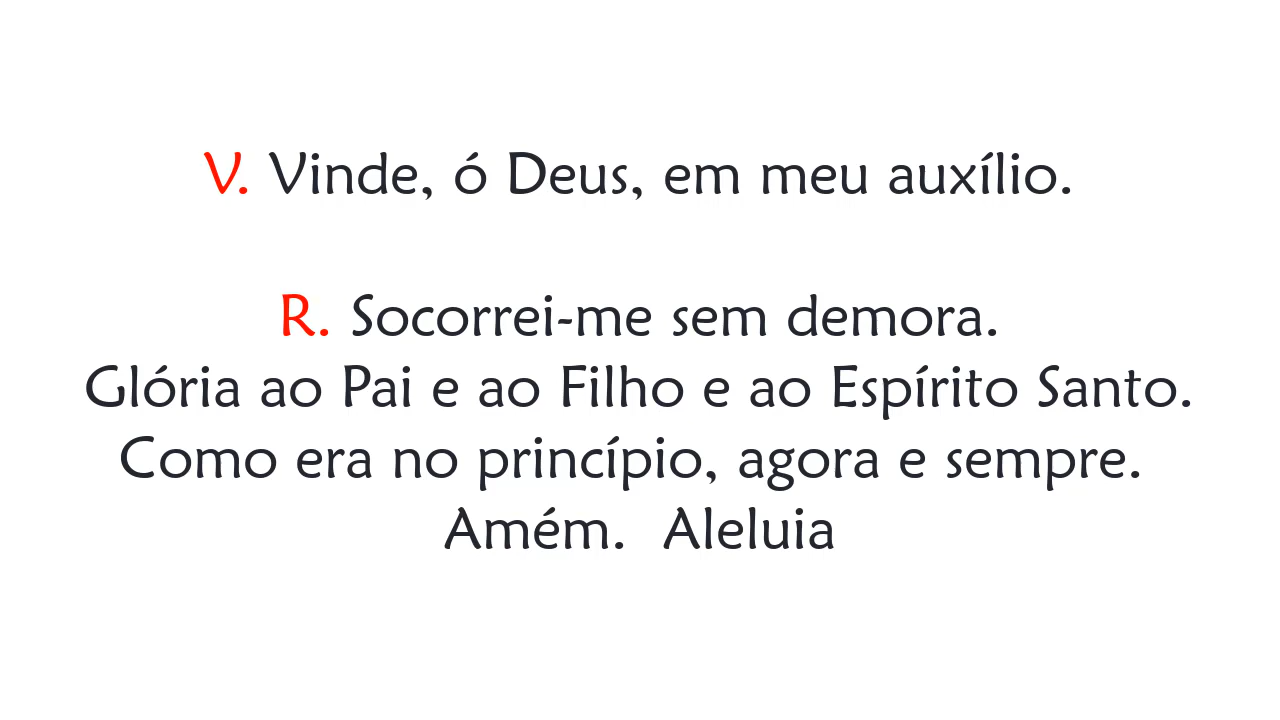 V. Vinde, ó Deus, em meu auxílio.
R. Socorrei-me sem demora.
Glória ao Pai e ao Filho e ao Espírito Santo.
Como era no princípio, agora e sempre.
Amém.  Aleluia